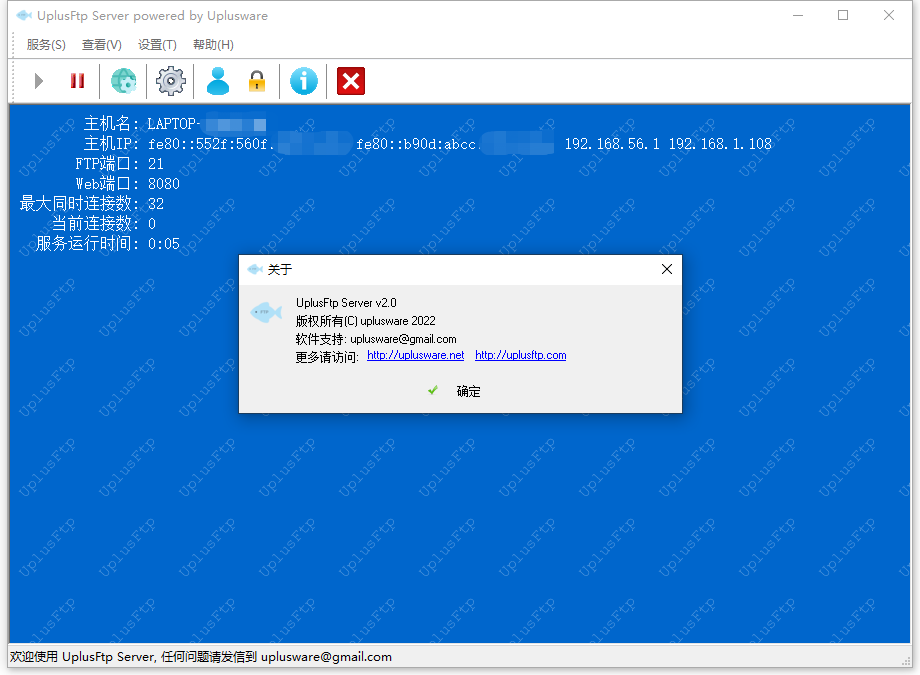 UplusFtp Server powered by Uplusware
服务(S) 查看(V) 设置(T) 帮助(H)
主机名: LAPTOP-
主机IP: fe80::552f:560f. fe80::b90d:abcc. 192.168.56.1 192.168.1.108
FTP端口: 21
Web端口: 8080
最大同时连接数: 32
当前连接数: 0
服务运行时间: 0:05
关于
UplusFtp Server v2.0
版权所有(C) uplusware 2022
软件支持: uplusware@gmail.com
更多请访问: http://uplusware.net http://uplusftp.com
确定
欢迎使用 UplusFtp Server, 任何问题请发信到 uplusware@gmail.com